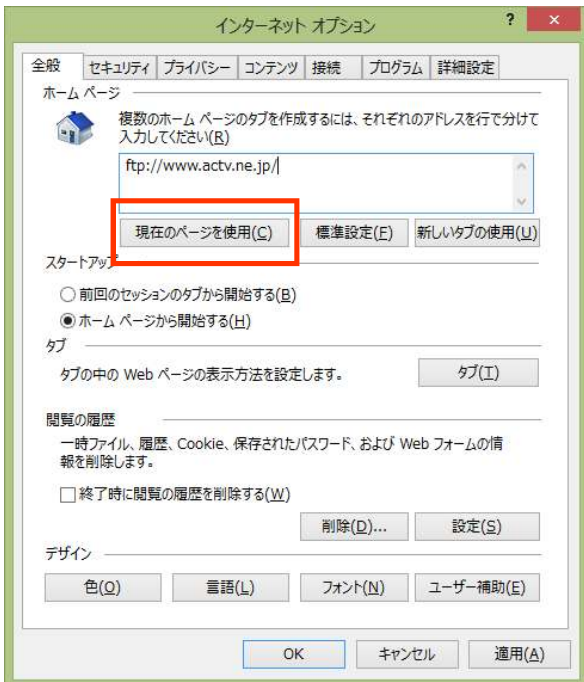 インターネット オプション
? ×
全般 セキュリティ プライバシー コンテンツ 接続 プログラム 詳細設定
ホーム ページ
複数のホーム ページのタブを作成するには、それぞれのアドレスを行で分けて
入力してください(R)
ftp://www.actv.ne.jp/
現在のページを使用(C) 標準設定(F) 新しいタブの使用(U)
スタートアップ
前回のセッションのタブから開始する(B)
ホーム ページから開始する(H)
タブ
タブの中の Web ページの表示方法を設定します。 タブ(T)
閲覧の履歴
一時ファイル、履歴、Cookie、保存されたパスワード、および Web フォームの情
報を削除します。
終了時に閲覧の履歴を削除する(W)
削除(D)... 設定(S)
デザイン
色(O) 言語(L) フォント(N) ユーザー補助(E)
OK キャンセル 適用(A)